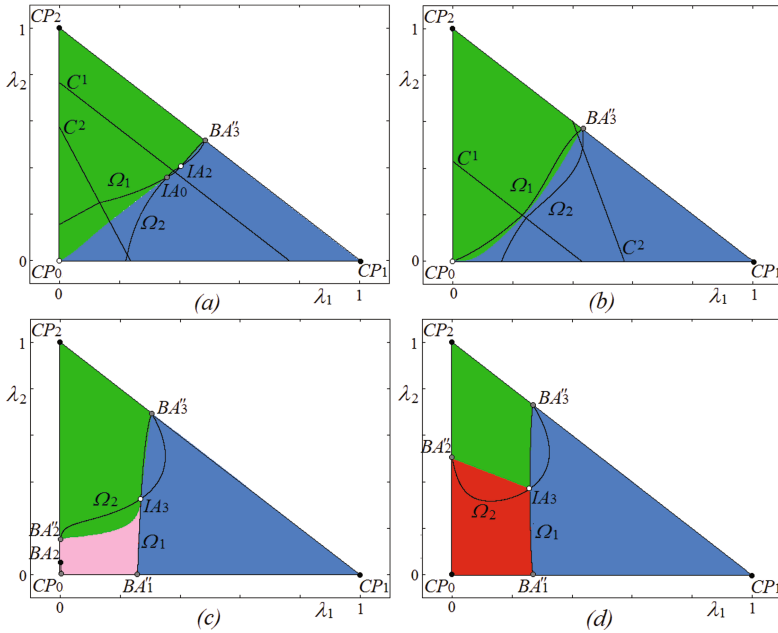 CP₂
1
λ₂
C¹
C²
BA″₃
Ω₁
IA₂
IA₀
Ω₂
0
CP₀
CP₁
0
(a)
λ₁
1
CP₂
1
λ₂
BA″₃
C¹
Ω₁
Ω₂
C²
0
CP₀
CP₁
0
(b)
λ₁
1
CP₂
1
λ₂
BA″₃
Ω₂
IA₃
BA″₂
Ω₁
BA₂
0
CP₀
BA″₁
CP₁
0
(c)
λ₁
1
CP₂
1
λ₂
BA″₃
BA″₂
IA₃
Ω₂
Ω₁
0
CP₀
BA″₁
CP₁
0
(d)
λ₁
1